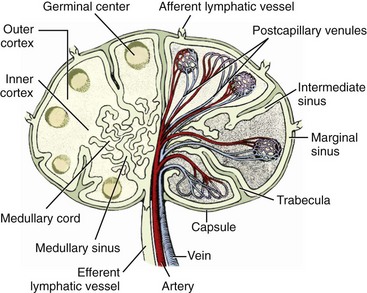 Germinal center
Afferent lymphatic vessel
Outer
cortex
Postcapillary venules
Inner
cortex
Intermediate
sinus
Marginal
sinus
Trabecula
Medullary cord
Capsule
Medullary sinus
Vein
Efferent
lymphatic vessel
Artery